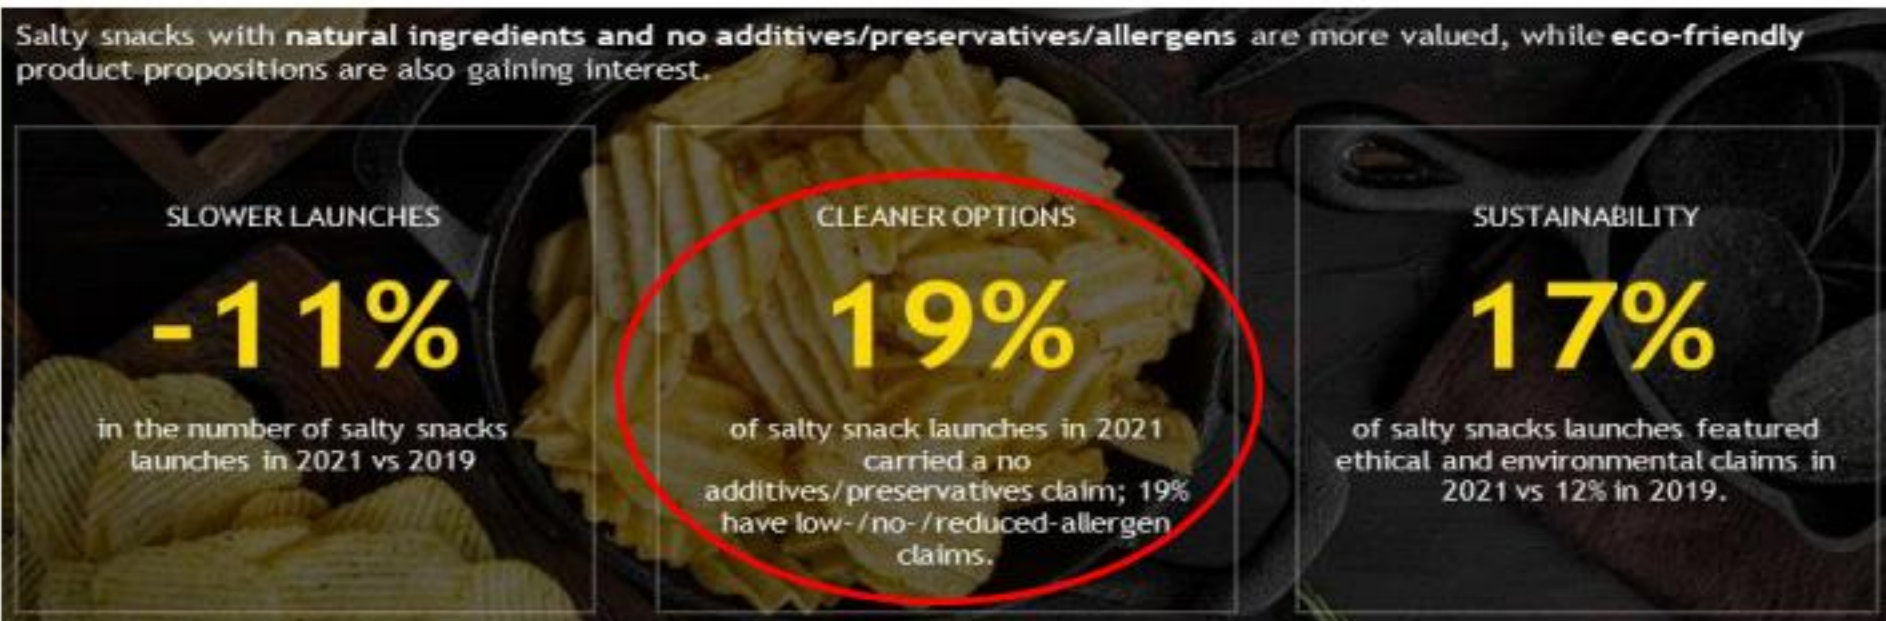 Salty snacks with natural ingredients and no additives/preservatives/allergens are more valued, while eco-friendly
product propositions are also gaining interest.
SLOWER LAUNCHES
-11%
in the number of salty snacks
launches in 2021 vs 2019
CLEANER OPTIONS
19%
of salty snack launches in 2021
carried a no
additives/preservatives claim; 19%
have low-/no-/reduced-allergen
claims.
SUSTAINABILITY
17%
of salty snacks launches featured
ethical and environmental claims in
2021 vs 12% in 2019.